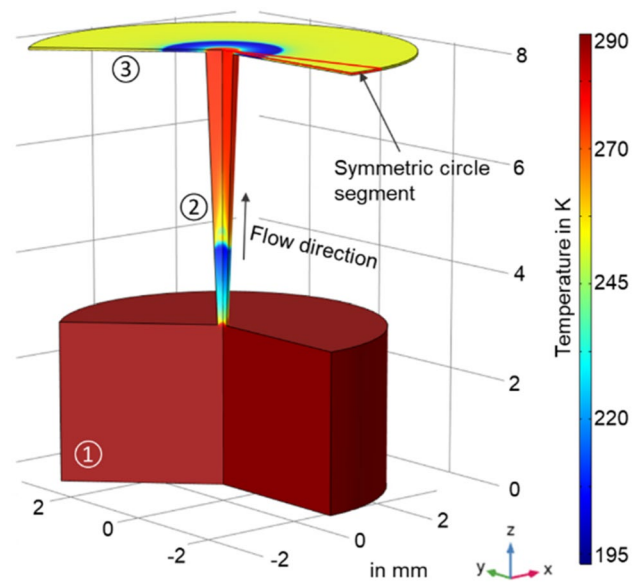 290
8
③
270
6
Symmetric circle
segment
②
Flow direction
245
4
Temperature in K
2
220
①
0
2
0
-2
-2
0
2
in mm
195
z
y
x